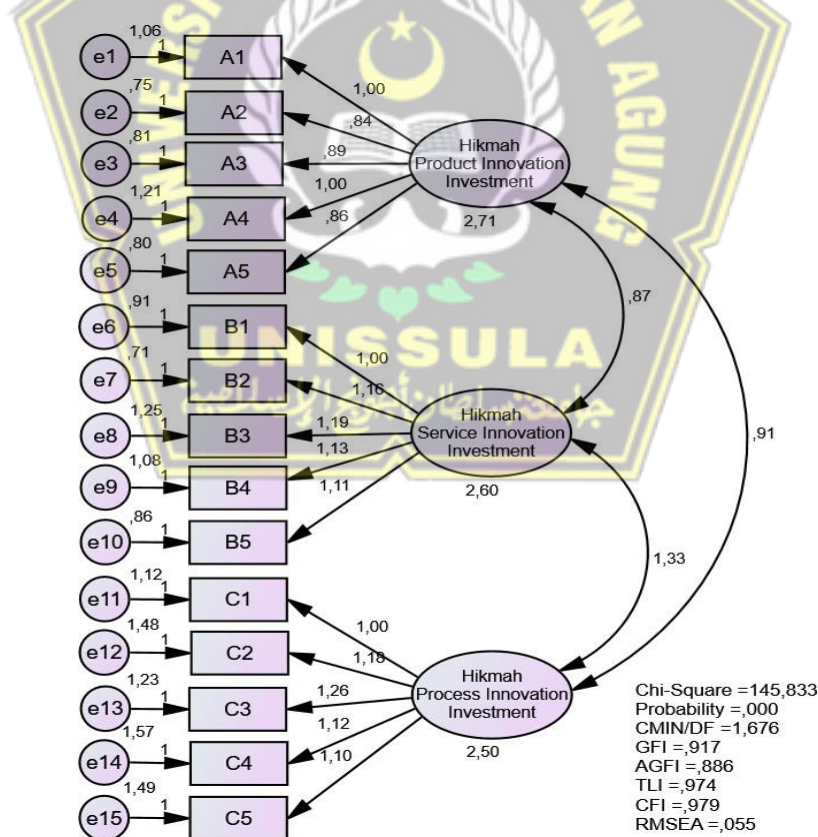 UNIVERSI
AN AGUNG
1,06
e1 1 A1
,75
e2 1 A2
,81
e3 1 A3
1,21
e4 1 A4
,80
e5 1 A5
1,00
,84
,89
1,00
,86
Hikmah
Product Innovation
Investment
2,71
,87
,91
e6 1 B1
,71
e7 1 B2
1,25
e8 1 B3
1,08
e9 1 B4
,86
e10 1 B5
UNISSULA
1,00
1,16
1,19
1,13
1,11
Hikmah
Service Innovation
Investment
2,60
,91
1,33
1,12
e11 1 C1
1,48
e12 1 C2
1,23
e13 1 C3
1,57
e14 1 C4
1,49
e15 1 C5
1,00
1,18
1,26
1,12
1,10
Hikmah
Process Innovation
Investment
2,50
Chi-Square =145,833
Probability =,000
CMIN/DF =1,676
GFI =,917
AGFI =,886
TLI =,974
CFI =,979
RMSEA =,055